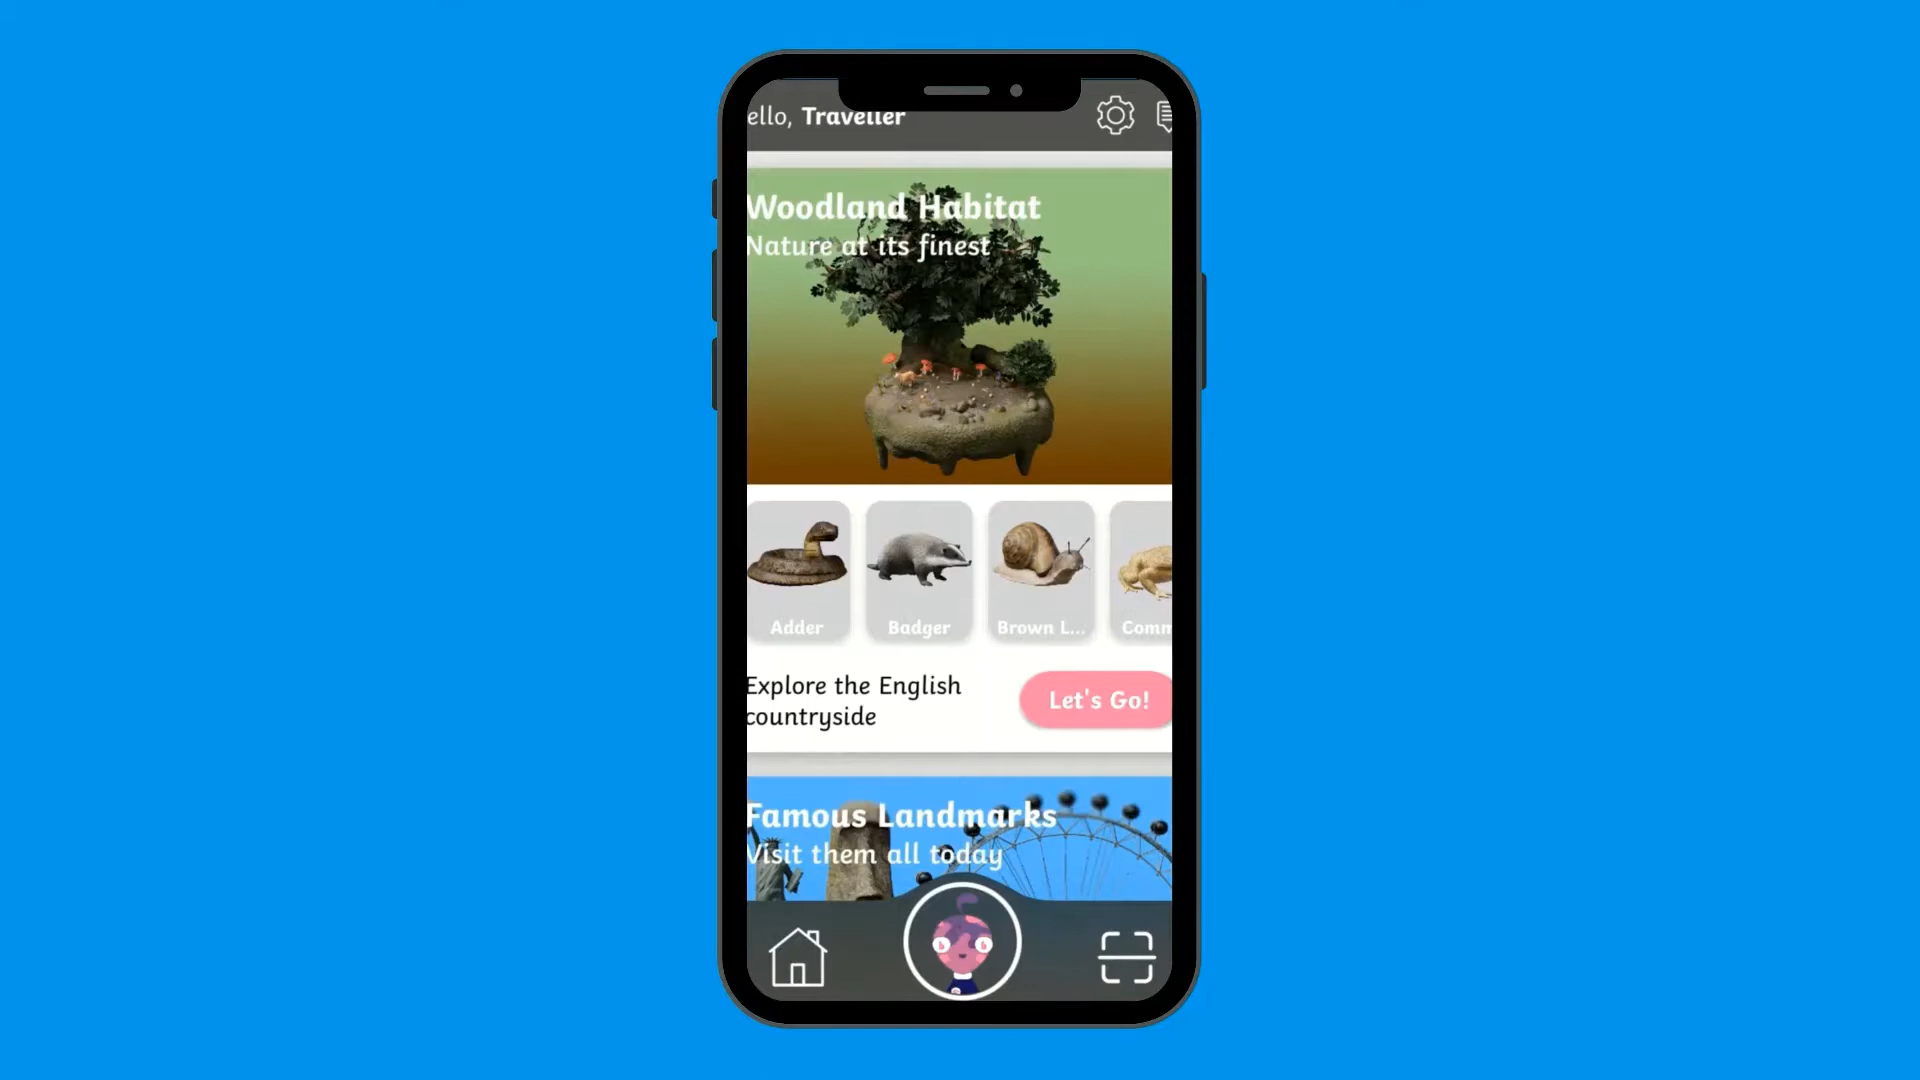 ello, Traveller
Woodland Habitat
Nature at its finest
Adder
Badger
Brown L...
Comm
Explore the English
countryside
Let's Go!
Famous Landmarks
Visit them all today